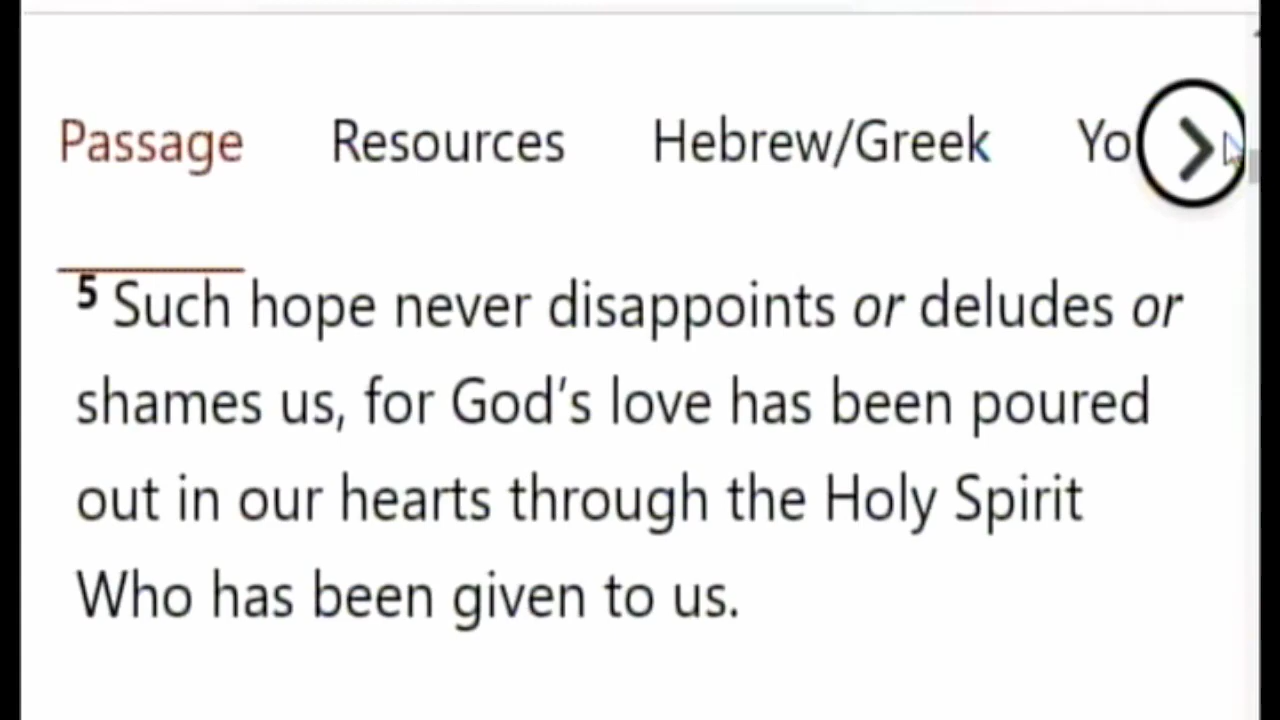 Passage Resources Hebrew/Greek Yo
5 Such hope never disappoints or deludes or
shames us, for God’s love has been poured
out in our hearts through the Holy Spirit
Who has been given to us.